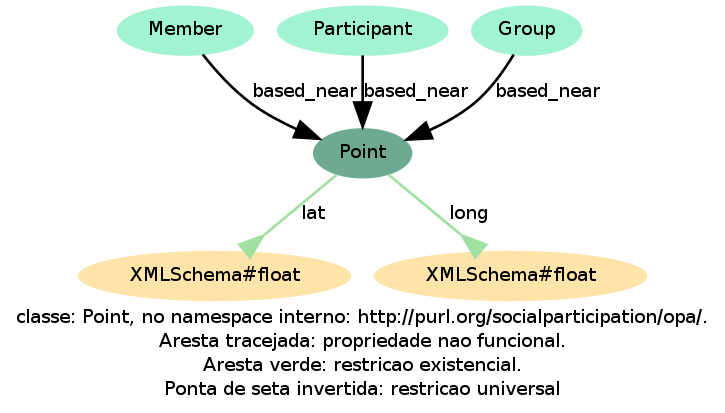 Member
Participant
Group
based_near
based_near
based_near
Point
lat
long
XMLSchema#float
XMLSchema#float
classe: Point, no namespace interno: http://purl.org/socialparticipation/opa/.
Aresta tracejada: propriedade nao funcional.
Aresta verde: restricao existencial.
Ponta de seta invertida: restricao universal